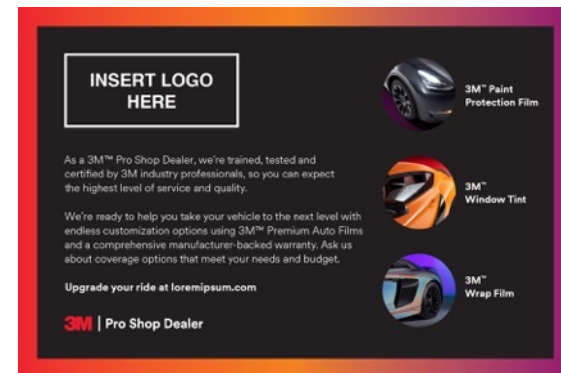 INSERT LOGO
HERE
As a 3M™ Pro Shop Dealer, we're trained, tested and
certified by 3M industry professionals, so you can expect
the highest level of service and quality.
We're ready to help you take your vehicle to the next level with
endless customization options using 3M™ Premium Auto Films
and a comprehensive manufacturer-backed warranty. Ask us
about coverage options that meet your needs and budget.
Upgrade your ride at loremipsum.com
3M | Pro Shop Dealer
3M™ Paint
Protection Film
3M™
Window Tint
3M™
Wrap Film